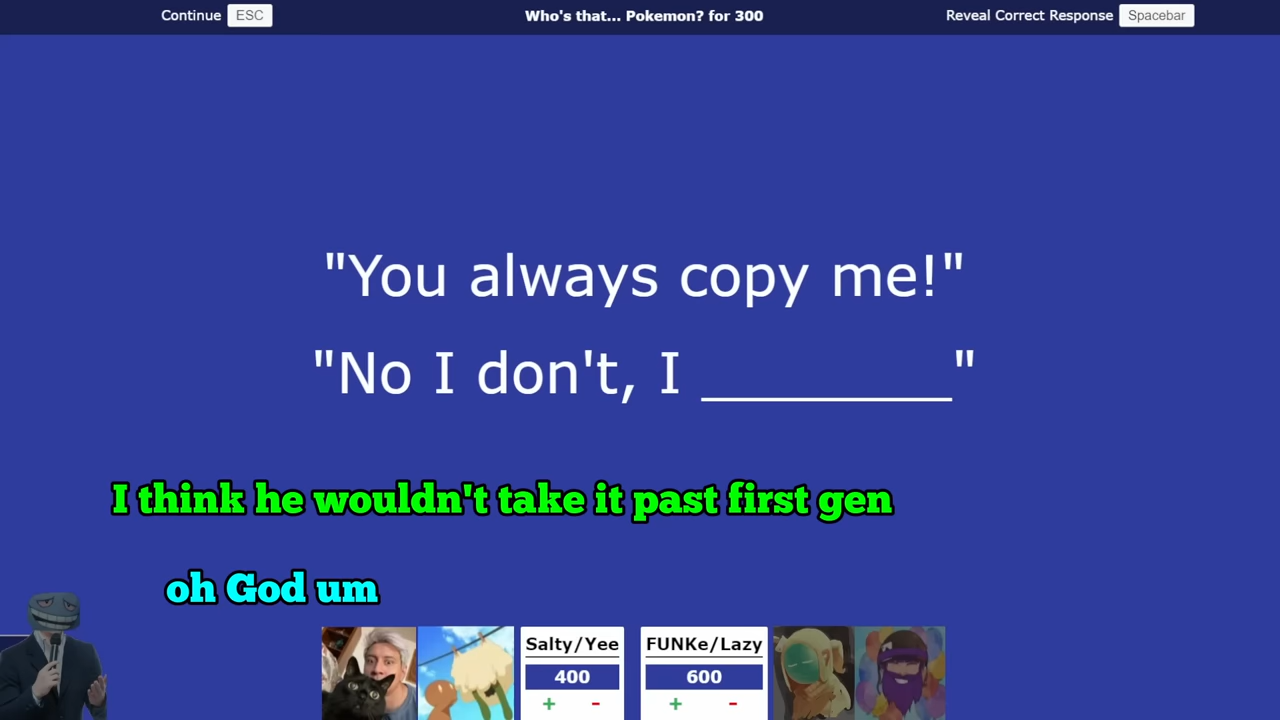 Continue ESC
Who's that... Pokemon? for 300
Reveal Correct Response Spacebar
"You always copy me!"
"No I don't, I ________"
I think he wouldn't take it past first gen
oh God um
Salty/Yee
400
+ -
FUNKe/Lazy
600
+ -